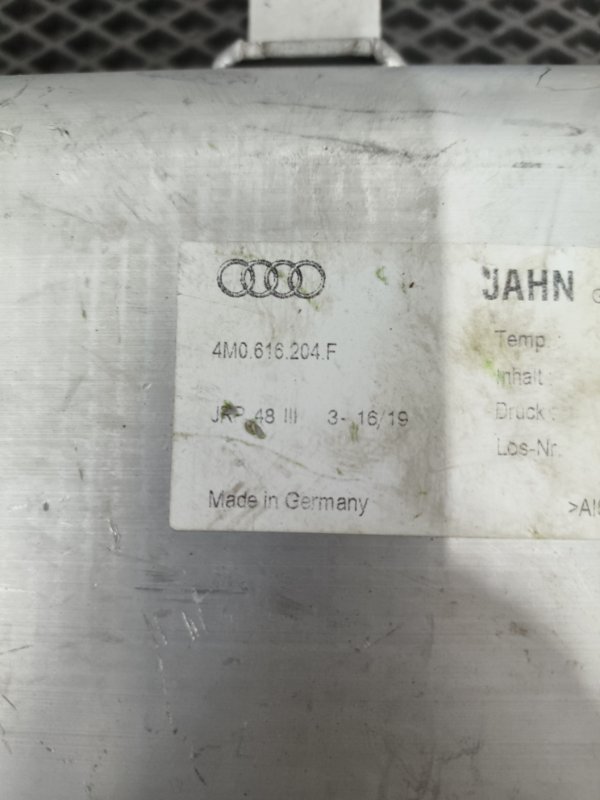 4M0.616.204.F
JRP 48 III 3- 16/19
Made in Germany
JAHN
Temp.:
Inhalt:
Druck:
Los-Nr.